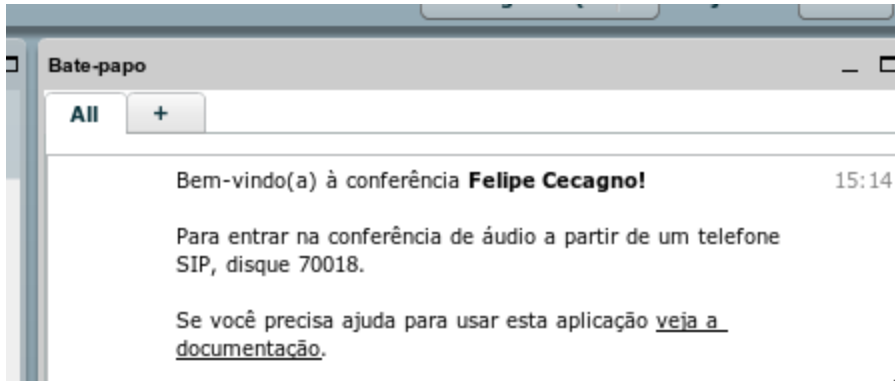 Bate-papo
All +
Bem-vindo(a) à conferência Felipe Cecagno! 15:14
Para entrar na conferência de áudio a partir de um telefone
SIP, disque 70018.
Se você precisa ajuda para usar esta aplicação veja a
documentação.